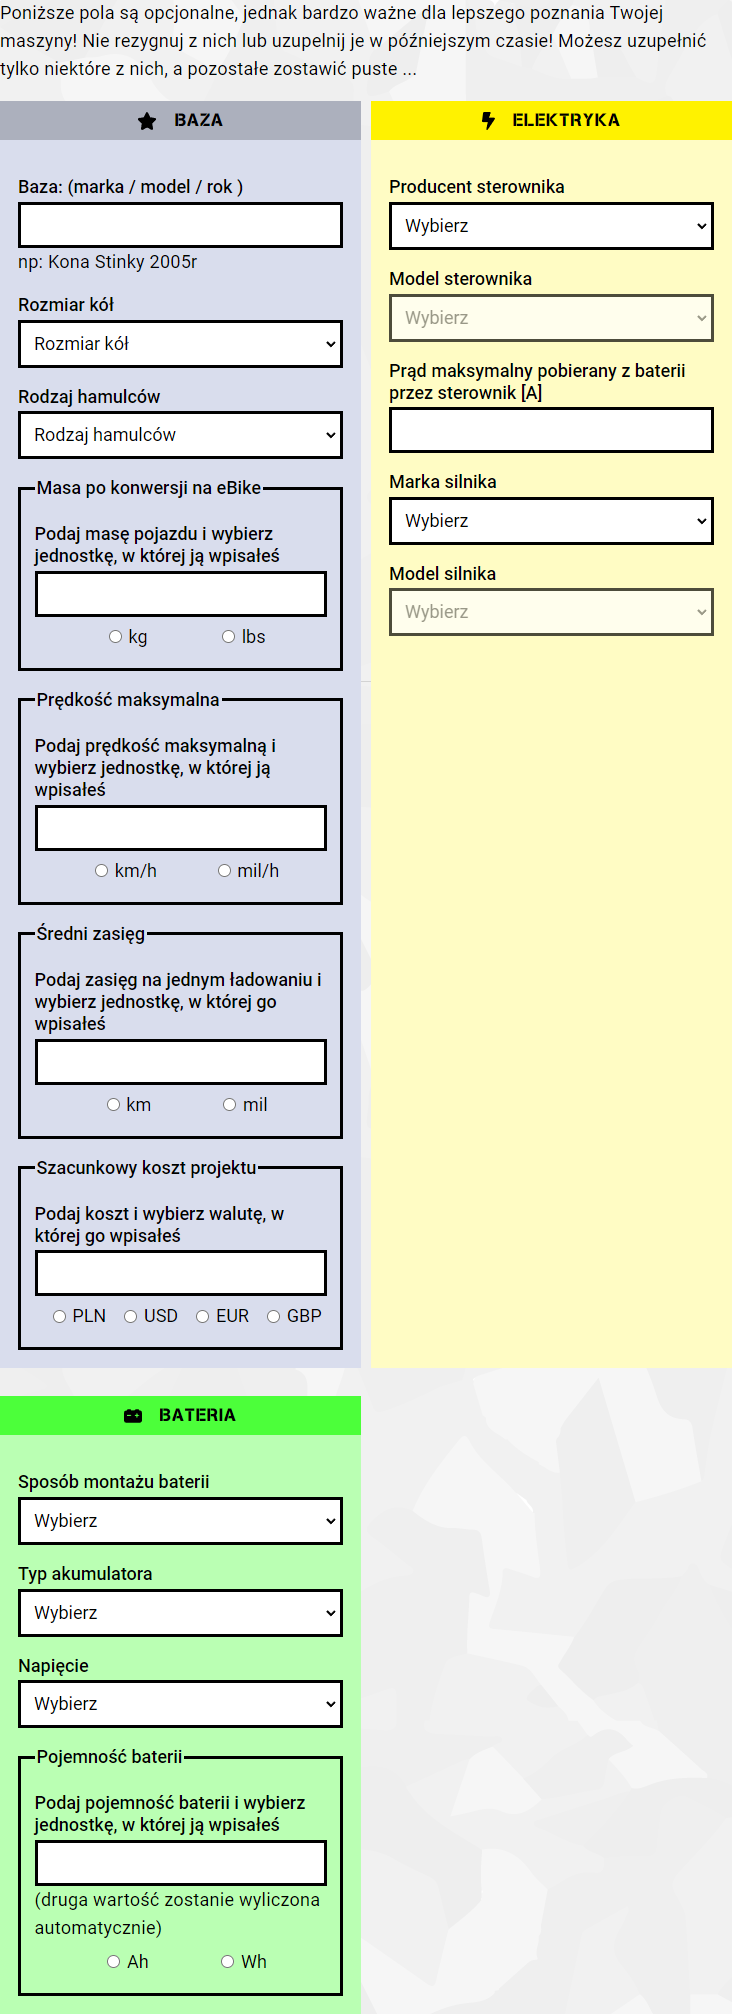 Poniższe pola są opcjonalne, jednak bardzo ważne dla lepszego poznania Twojej
maszyny! Nie rezygnuj z nich lub uzupelnij je w późniejszym czasie! Możesz uzupełnić
tylko niektóre z nich, a pozostałe zostawić puste ...
BAZA
Baza: (marka / model / rok )
np: Kona Stinky 2005r
Rozmiar kół
Rozmiar kół
Rodzaj hamulców
Rodzaj hamulców
Masa po konwersji na eBike
Podaj masę pojazdu i wybierz
jednostkę, w której ją wpisałeś
kg lbs
Prędkość maksymalna
Podaj prędkość maksymalną i
wybierz jednostkę, w której ją
wpisałeś
km/h mil/h
Średni zasięg
Podaj zasięg na jednym ładowaniu i
wybierz jednostkę, w której go
wpisałeś
km mil
Szacunkowy koszt projektu
Podaj koszt i wybierz walutę, w
której go wpisałeś
PLN USD EUR GBP
ELEKTRYKA
Producent sterownika
Wybierz
Model sterownika
Wybierz
Prąd maksymalny pobierany z baterii
przez sterownik [A]
Marka silnika
Wybierz
Model silnika
Wybierz
BATERIA
Sposób montażu baterii
Wybierz
Typ akumulatora
Wybierz
Napięcie
Wybierz
Pojemność baterii
Podaj pojemność baterii i wybierz
jednostkę, w której ją wpisałeś
(druga wartość zostanie wyliczona
automatycznie)
Ah Wh